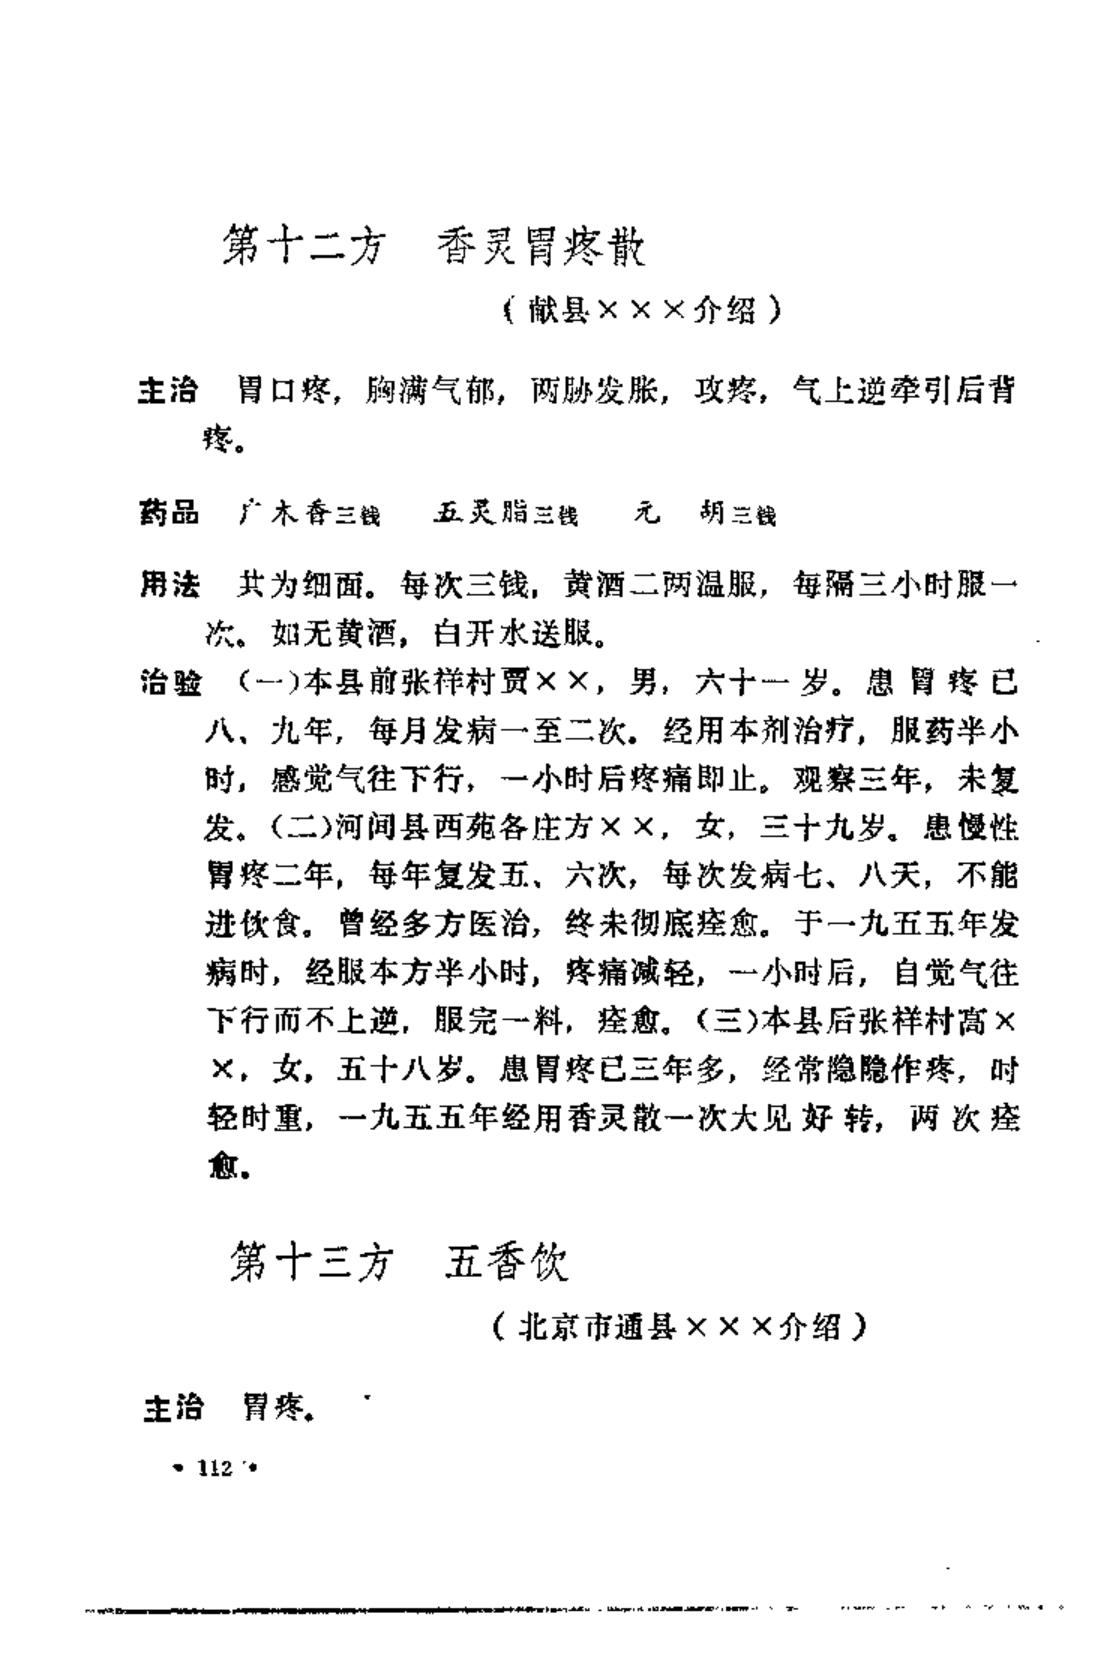 第十二方　香灵胃疼散
（献县×××介绍）
主治　胃口疼，胸满气郁，两胁发胀，攻疼，气上逆牵引后背
疼。
药品　广木香三钱　五灵脂三钱　元　胡三钱
用法　共为细面。每次三钱，黄酒二两温服，每隔三小时服一
次。如无黄酒，白开水送服。
治验　（一）本县前张祥村贾××，男，六十一岁。患胃疼已
八、九年，每月发病一至二次。经用本剂治疗，服药半小
时，感觉气往下行，一小时后疼痛即止。观察三年，未复
发。（二）河间县西苑各庄方××，女，三十九岁。患慢性
胃疼二年，每年复发五、六次，每次发病七、八天，不能
进饮食。曾经多方医治，终未彻底痊愈。于一九五五年发
病时，经服本方半小时，疼痛减轻，一小时后，自觉气往
下行而不上逆，服完一料，痊愈。（三）本县后张祥村高×
×，女，五十八岁。患胃疼已三年多，经常隐隐作疼，时
轻时重，一九五五年经用香灵散一次大见好转，两次痊
愈。
第十三方　五香饮
（北京市通县×××介绍）
主治　胃疼。
• 112 •